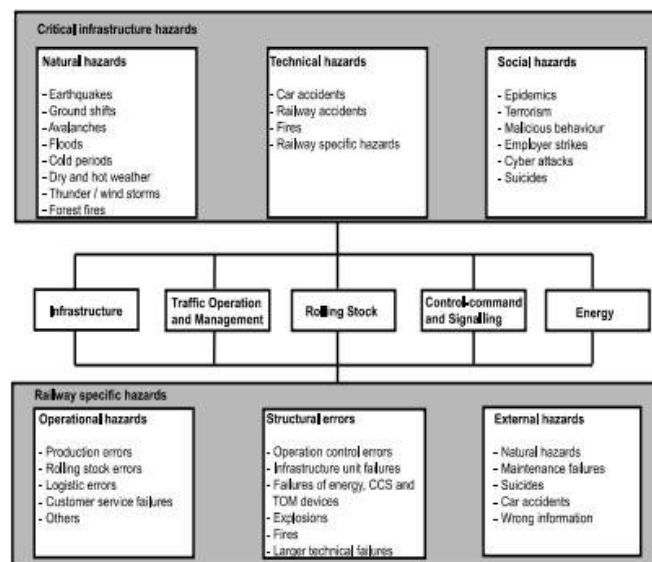 Critical infrastructure hazards
Natural hazards
– Earthquakes
– Ground shifts
– Avalanches
– Floods
– Cold periods
– Dry and hot weather
– Thunder / wind storms
– Forest fires
Technical hazards
– Car accidents
– Railway accidents
– Fires
– Railway specific hazards
Social hazards
– Epidemics
– Terrorism
– Malicious behaviour
– Employer strikes
– Cyber attacks
– Suicides
Infrastructure
Traffic Operation
and Management
Rolling Stock
Control-command
and Signalling
Energy
Railway specific hazards
Operational hazards
- Production errors
- Rolling stock errors
- Logistic errors
- Customer service failures
- Others
Structural errors
- Operation control errors
- Infrastructure unit failures
- Failures of energy, CCS and
TOM devices
- Explosions
- Fires
- Larger technical failures
External hazards
– Natural hazards
– Maintenance failures
– Suicides
– Car accidents
– Wrong information